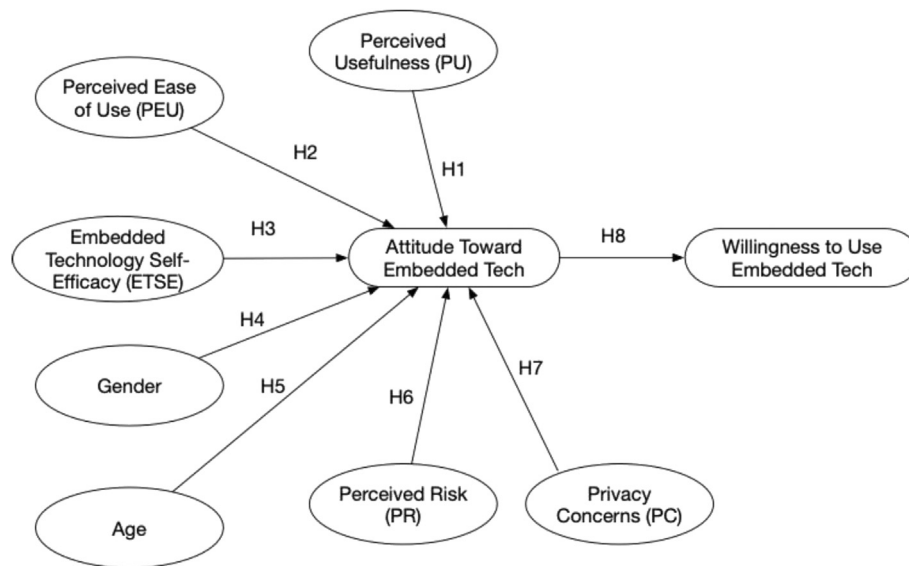 Perceived
Usefulness (PU)
Perceived Ease
of Use (PEU)
H2
H1
H3
Embedded
Technology Self-
Efficacy (ETSE)
Attitude Toward
Embedded Tech
H8
Willingness to Use
Embedded Tech
H4
Gender
H5
H6
H7
Age
Perceived Risk
(PR)
Privacy
Concerns (PC)